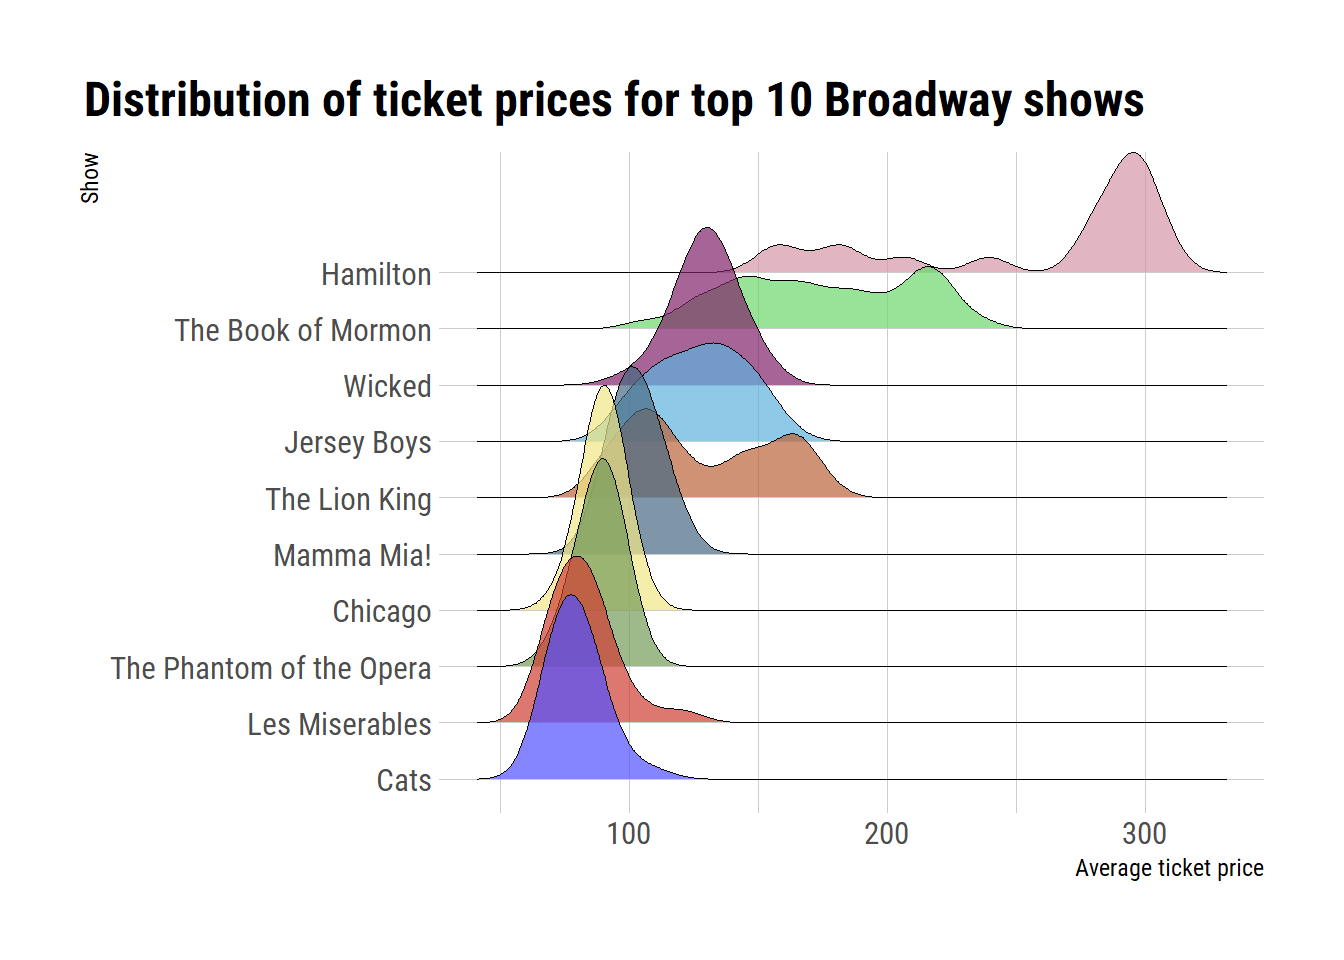 Distribution of ticket prices for top 10 Broadway shows
Show
Hamilton
The Book of Mormon
Wicked
Jersey Boys
The Lion King
Mamma Mia!
Chicago
The Phantom of the Opera
Les Miserables
Cats
100 200 300
Average ticket price